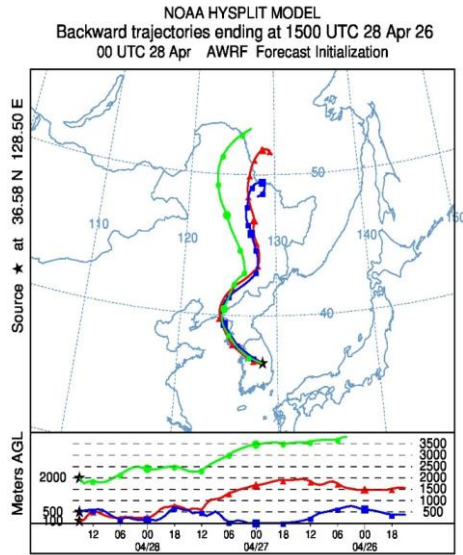 NOAA HYSPLIT MODEL
Backward trajectories ending at 1500 UTC 28 Apr 26
00 UTC 28 Apr AWRF Forecast Initialization
Source ★ at 36.58 N 128.50 E
110
120
130
140
150
50
40
Meters AGL
2000
500
100
3500
3000
2500
2000
1500
1000
500
12 06 00 18 12 06 00 18 12 06 00 18
04/28 04/27 04/26